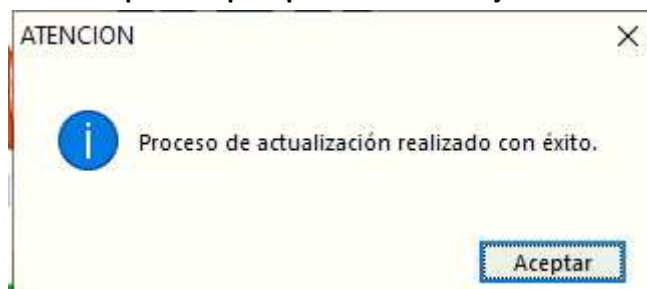 ATENCION
Proceso de actualización realizado con éxito.
Aceptar